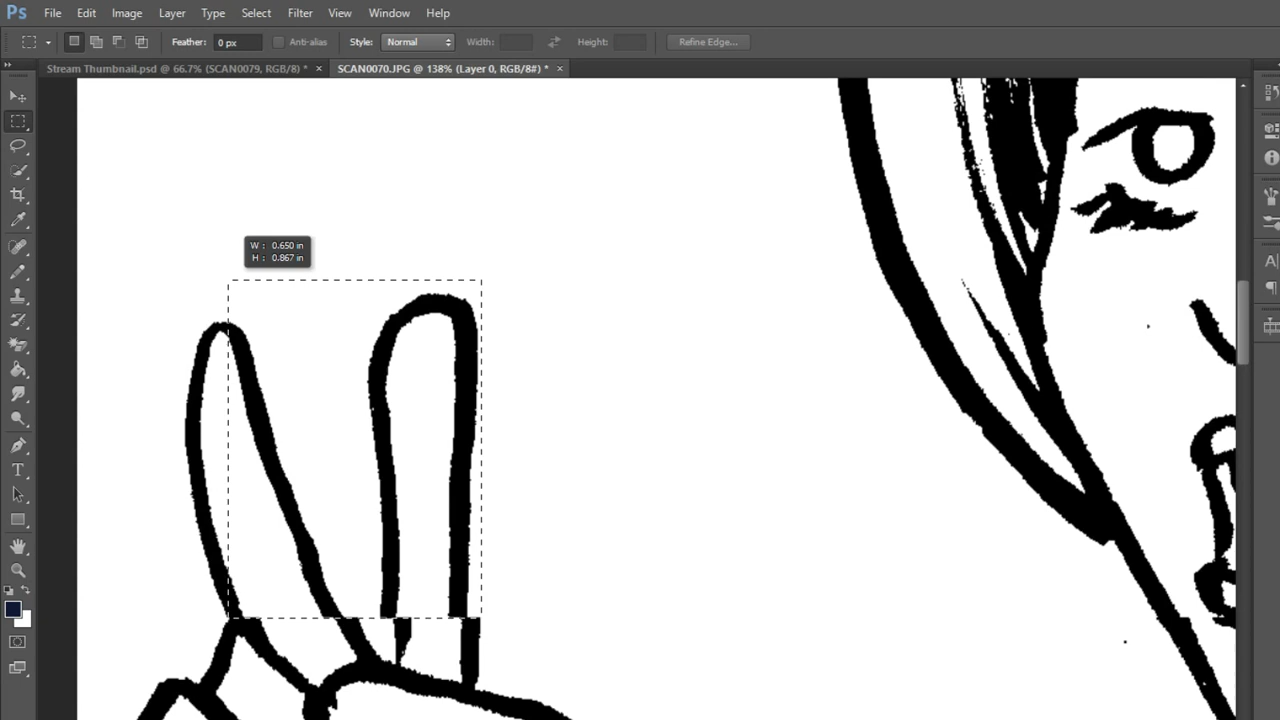 Ps File Edit Image Layer Type Select Filter View Window Help
Feather: 0 px Anti-alias Style: Normal Width: Height: Refine Edge...
Stream Thumbnail.psd @ 66.7% (SCAN0079, RGB/8) * × SCAN0070.JPG @ 138% (Layer 0, RGB/8#) * ×
W : 0.650 in
H : 0.867 in